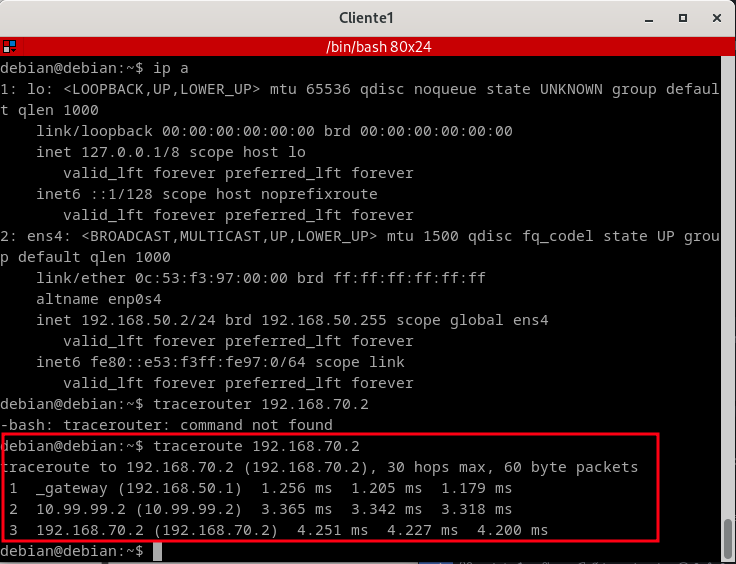 Cliente1
/bin/bash 80x24
debian@debian:~$ ip a
1: lo: <LOOPBACK,UP,LOWER_UP> mtu 65536 qdisc noqueue state UNKNOWN group defaul
t qlen 1000
    link/loopback 00:00:00:00:00:00 brd 00:00:00:00:00:00
    inet 127.0.0.1/8 scope host lo
       valid_lft forever preferred_lft forever
    inet6 ::1/128 scope host noprefixroute
       valid_lft forever preferred_lft forever
2: ens4: <BROADCAST,MULTICAST,UP,LOWER_UP> mtu 1500 qdisc fq_codel state UP grou
p default qlen 1000
    link/ether 0c:53:f3:97:00:00 brd ff:ff:ff:ff:ff:ff
    altname enp0s4
    inet 192.168.50.2/24 brd 192.168.50.255 scope global ens4
       valid_lft forever preferred_lft forever
    inet6 fe80::e53:f3ff:fe97:0/64 scope link
       valid_lft forever preferred_lft forever
debian@debian:~$ tracerouter 192.168.70.2
-bash: tracerouter: command not found
debian@debian:~$ traceroute 192.168.70.2
traceroute to 192.168.70.2 (192.168.70.2), 30 hops max, 60 byte packets
 1  _gateway (192.168.50.1)  1.256 ms  1.205 ms  1.179 ms
 2  10.99.99.2 (10.99.99.2)  3.365 ms  3.342 ms  3.318 ms
 3  192.168.70.2 (192.168.70.2)  4.251 ms  4.227 ms  4.200 ms
debian@debian:~$